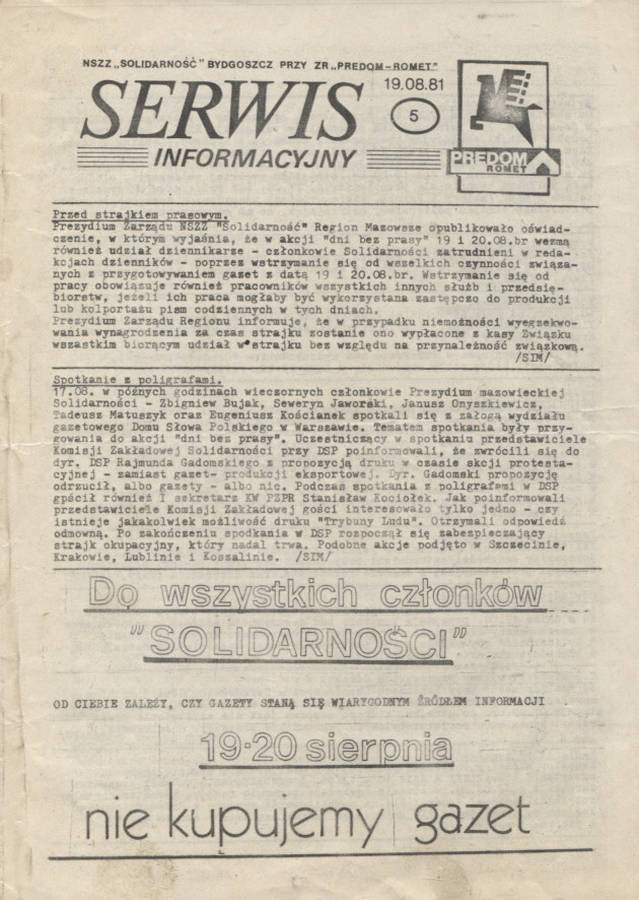 NSZZ „SOLIDARNOŚĆ" BYDGOSZCZ PRZY ZR „PREDOM-ROMET"
SERWIS
INFORMACYJNY
19.08.81
5
PREDOM
ROMET
Przed strajkiem prasowym.
Prezydium Zarządu NSZZ "Solidarność" Region Mazowsze opublikowało oświad-
czenie, w którym wyjaśnia, że w akcji "dni bez prasy" 19 i 20.08.br wezmą
również udział dziennikarze - członkowie Solidarności zatrudnieni w reda-
kcjach dzienników - poprzez wstrzymanie się od wszelkich czynności związa-
nych z przygotowywaniem gazet z datą 19 i 20.08.br. Wstrzymanie się od
pracy obowiązuje również pracowników wszystkich innych służb i przedsię-
biorstw, jeżeli ich praca mogłaby być wykorzystana zastępczo do produkcji
lub kolportażu pism codziennych w tych dniach.
Prezydium Zarządu Regionu informuje, że w przypadku niemożności wyegzekwo-
wania wynagrodzenia za czas strajku zostanie ono wypłacone z kasy Związku
wszastkim biorącym udział w strajku bez względu na przynależność związkową.
/SIM/
Spotkanie z poligrafami.
17.08. w późnych godzinach wieczornych członkowie Prezydium mazowieckiej
Solidarności - Zbigniew Bujak, Seweryn Jaworski, Janusz Onyszkiewicz,
Tadeusz Matuszyk oraz Eugeniusz Kościanek spotkali się z załogą wydziału
gazetowego Domu Słowa Polskiego w Warszawie. Tematem spotkania były przy-
gowania do akcji "dni bez prasy". Uczestniczący w spotkaniu przedstawiciele
Komisji Zakładowej Solidarności przy DSP poinformowali, że zwrócili się do
dyr. DSP Rajmunda Gadomskiego z propozycją druku w czasie akcji protesta-
cyjnej - zamiast gazet- produkcji eksportowej. Dyr. Gadomski propozycję
odrzucił, albo gazety - albo nic. Podczas spotkania z poligrafami w DSP
gpścił również I sekretarz KW PZPR Stanisław Kociołek. Jak poinformowali
przedstawiciele Komisji Zakładowej gości interesowało tylko jedno - czy
istnieje jakakolwiek możliwość druku "Trybuny Ludu". Otrzymali odpowiedź
odmowną. Po zakończeniu spodkania w DSP rozpoczął się zabezpieczający
strajk okupacyjny, który nadal trwa. Podobne akcje podjęto w Szczecinie,
Krakowie, Lublinie i Koszalinie. /SIM/
Do wszystkich członków
"SOLIDARNOŚCI"
OD CIEBIE ZALEŻY, CZY GAZETY STANĄ SIĘ WIARYGODNYM ŹRÓDŁEM INFORMACJI
19-20 sierpnia
nie kupujemy gazet